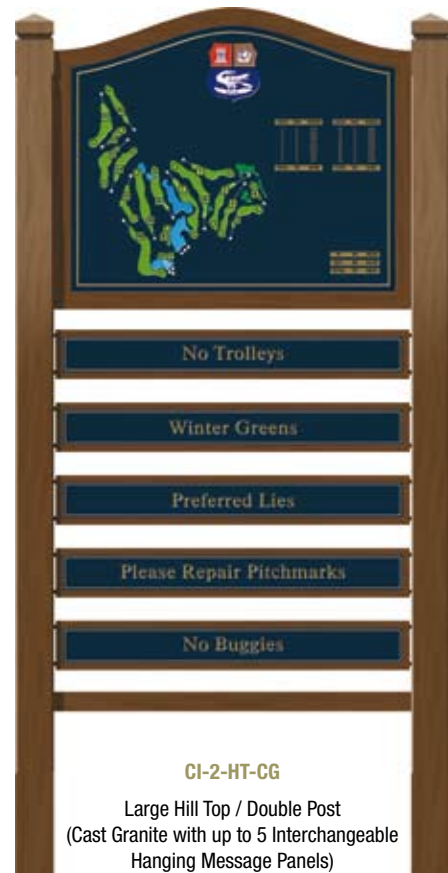 No Trolleys
Winter Greens
Preferred Lies
Please Repair Pitchmarks
No Buggies
CI-2-HT-CG
Large Hill Top / Double Post
(Cast Granite with up to 5 Interchangeable
Hanging Message Panels)